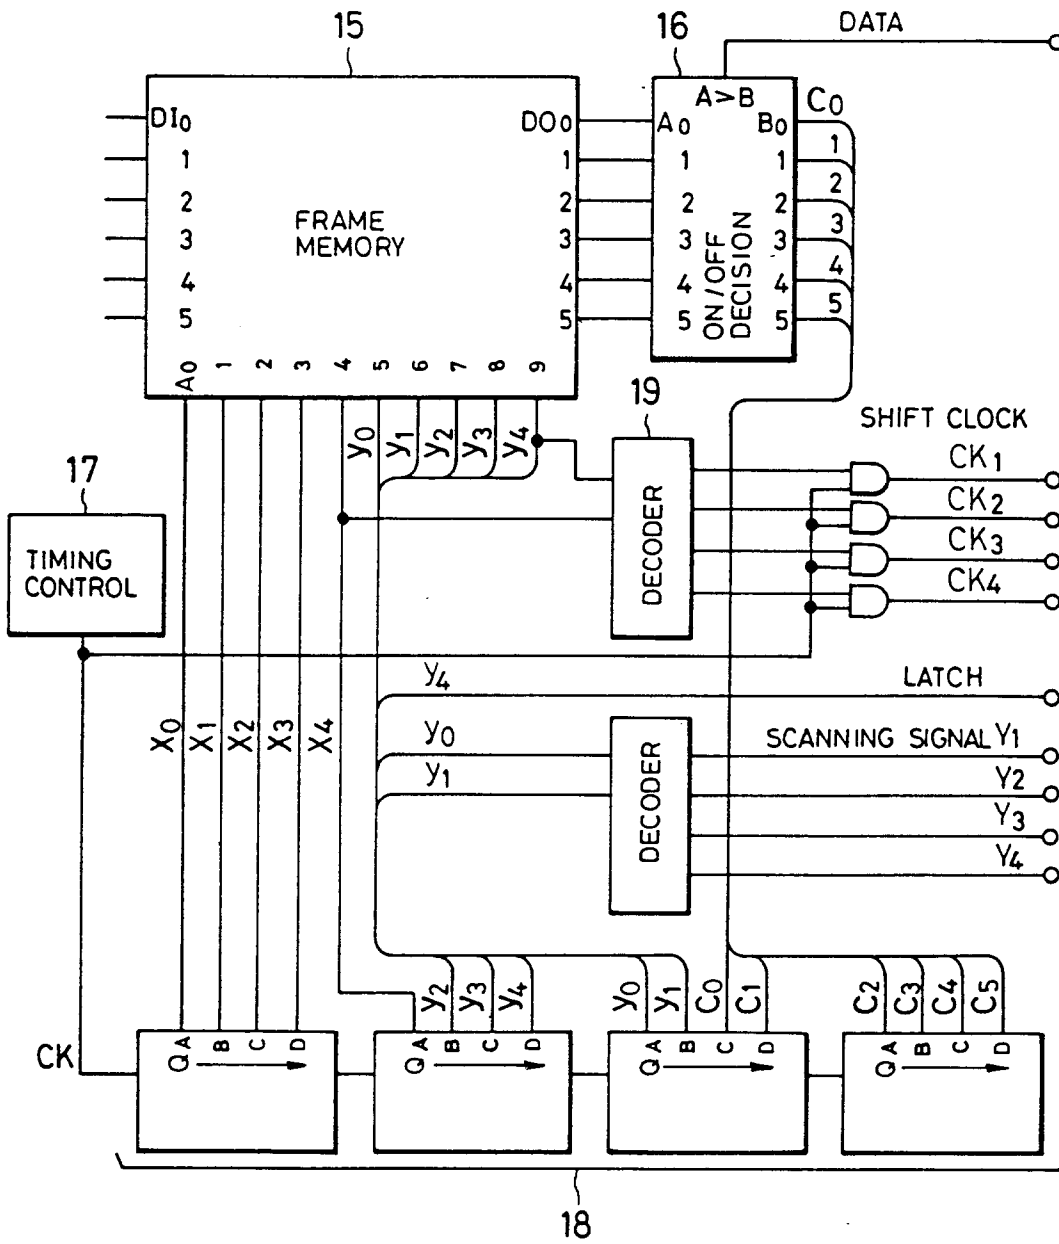 15
16
DATA
DI0
1
2
3
4
5
FRAME
MEMORY
DO0
1
2
3
4
5
A0
1
2
3
4
5
6
7
8
9
A>B
A0
1
2
3
4
5
ON/OFF
DECISION
B0
1
2
3
4
5
C0
1
2
3
4
5
y0
y1
y2
y3
y4
19
DECODER
SHIFT CLOCK
CK1
CK2
CK3
CK4
17
TIMING
CONTROL
X0
X1
X2
X3
X4
y4
LATCH
y0
y1
DECODER
SCANNING SIGNAL Y1
Y2
Y3
Y4
y2
y3
y4
y0
y1
C0
C1
C2
C3
C4
C5
CK
QA B C D
QA B C D
QA B C D
QA B C D
18